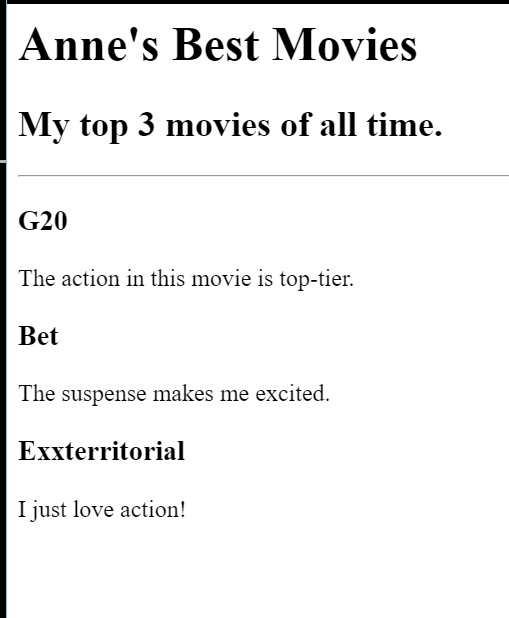 Anne's Best Movies
My top 3 movies of all time.
G20
The action in this movie is top-tier.
Bet
The suspense makes me excited.
Exxterritorial
I just love action!